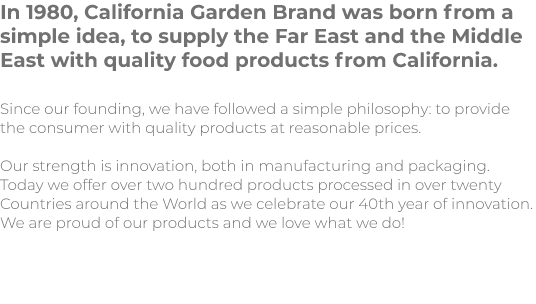 In 1980, California Garden Brand was born from a
simple idea, to supply the Far East and the Middle
East with quality food products from California.
Since our founding, we have followed a simple philosophy: to provide
the consumer with quality products at reasonable prices.
Our strength is innovation, both in manufacturing and packaging.
Today we offer over two hundred products processed in over twenty
Countries around the World as we celebrate our 40th year of innovation.
We are proud of our products and we love what we do!